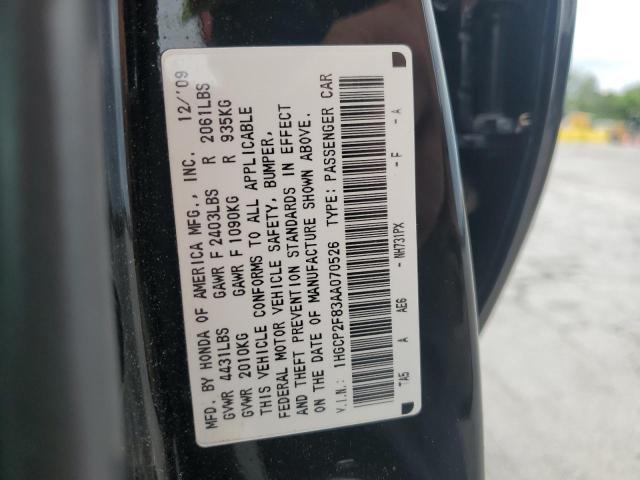 MFD. BY HONDA OF AMERICA MFG., INC. 12/'09
GVWR 4431LBS GAWR F 2403LBS R 2061LBS
GVWR 2010KG GAWR F 1090KG R 935KG
THIS VEHICLE CONFORMS TO ALL APPLICABLE
FEDERAL MOTOR VEHICLE SAFETY, BUMPER,
AND THEFT PREVENTION STANDARDS IN EFFECT
ON THE DATE OF MANUFACTURE SHOWN ABOVE.
V.I.N.: 1HGCP2F83AA070526 TYPE: PASSENGER CAR
TA5 A AE6 - NH731PX - F - A